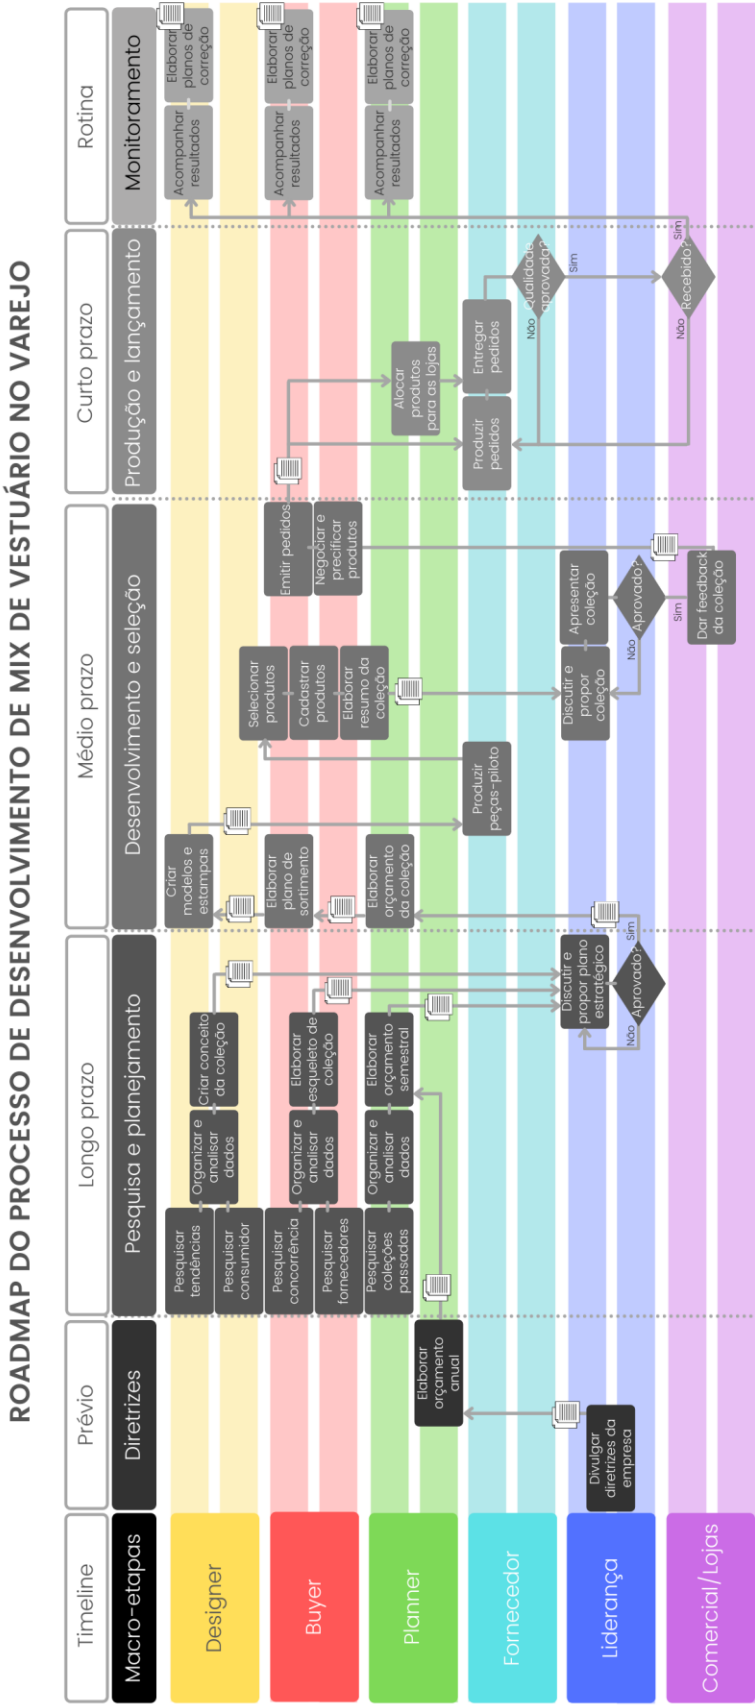 ROADMAP DO PROCESSO DE DESENVOLVIMENTO DE MIX DE VESTUÁRIO NO VAREJO
Timeline
Prévio
Longo prazo
Médio prazo
Curto prazo
Rotina
Macro-etapas
Diretrizes
Pesquisa e planejamento
Desenvolvimento e seleção
Produção e lançamento
Monitoramento
Designer
Pesquisar
tendências
Pesquisar
consumidor
Organizar e
analisar
dados
Criar conceito
da coleção
Criar
modelos e
estampas
Acompanhar
resultados
Elaborar
planos de
correção
Buyer
Pesquisar
concorrência
Pesquisar
fornecedores
Organizar e
analisar
dados
Elaborar
esqueleto de
coleção
Elaborar
plano de
sortimento
Selecionar
produtos
Cadastrar
produtos
Elaborar
resumo da
coleção
Emitir pedidos
Negociar e
precificar
produtos
Acompanhar
resultados
Elaborar
planos de
correção
Planner
Elaborar
orçamento
anual
Pesquisar
coleções
passadas
Organizar e
analisar
dados
Elaborar
orçamento
semestral
Elaborar
orçamento
da coleção
Alocar
produtos
para as lojas
Acompanhar
resultados
Elaborar
planos de
correção
Fornecedor
Produzir
peças-piloto
Produzir
pedidos
Entregar
pedidos
Qualidade
aprovada?
Não
Sim
Liderança
Divulgar
diretrizes da
empresa
Discutir e
propor plano
estratégico
Aprovado?
Não
Sim
Discutir e
propor
coleção
Apresentar
coleção
Aprovado?
Não
Sim
Comercial/Lojas
Dar feedback
da coleção
Recebido?
Não
Sim